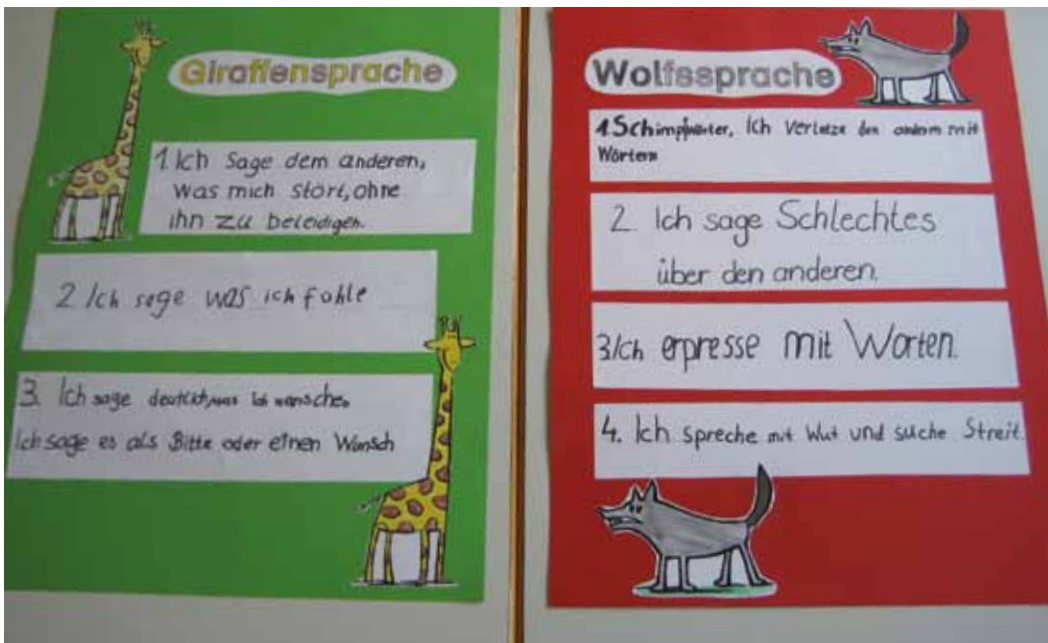 Giraffensprache
1. Ich sage dem anderen,
was mich stört, ohne
ihn zu beleidigen.
2. Ich sage was ich fühle
3. Ich sage deutlich, was ich wünsche.
Ich sage es als Bitte oder einen Wunsch
Wolfssprache
1. Schimpfwörter, Ich verletze den andern mit
Wörtern
2. Ich sage Schlechtes
über den anderen.
3. Ich erpresse mit Worten.
4. Ich spreche mit Wut und suche Streit.